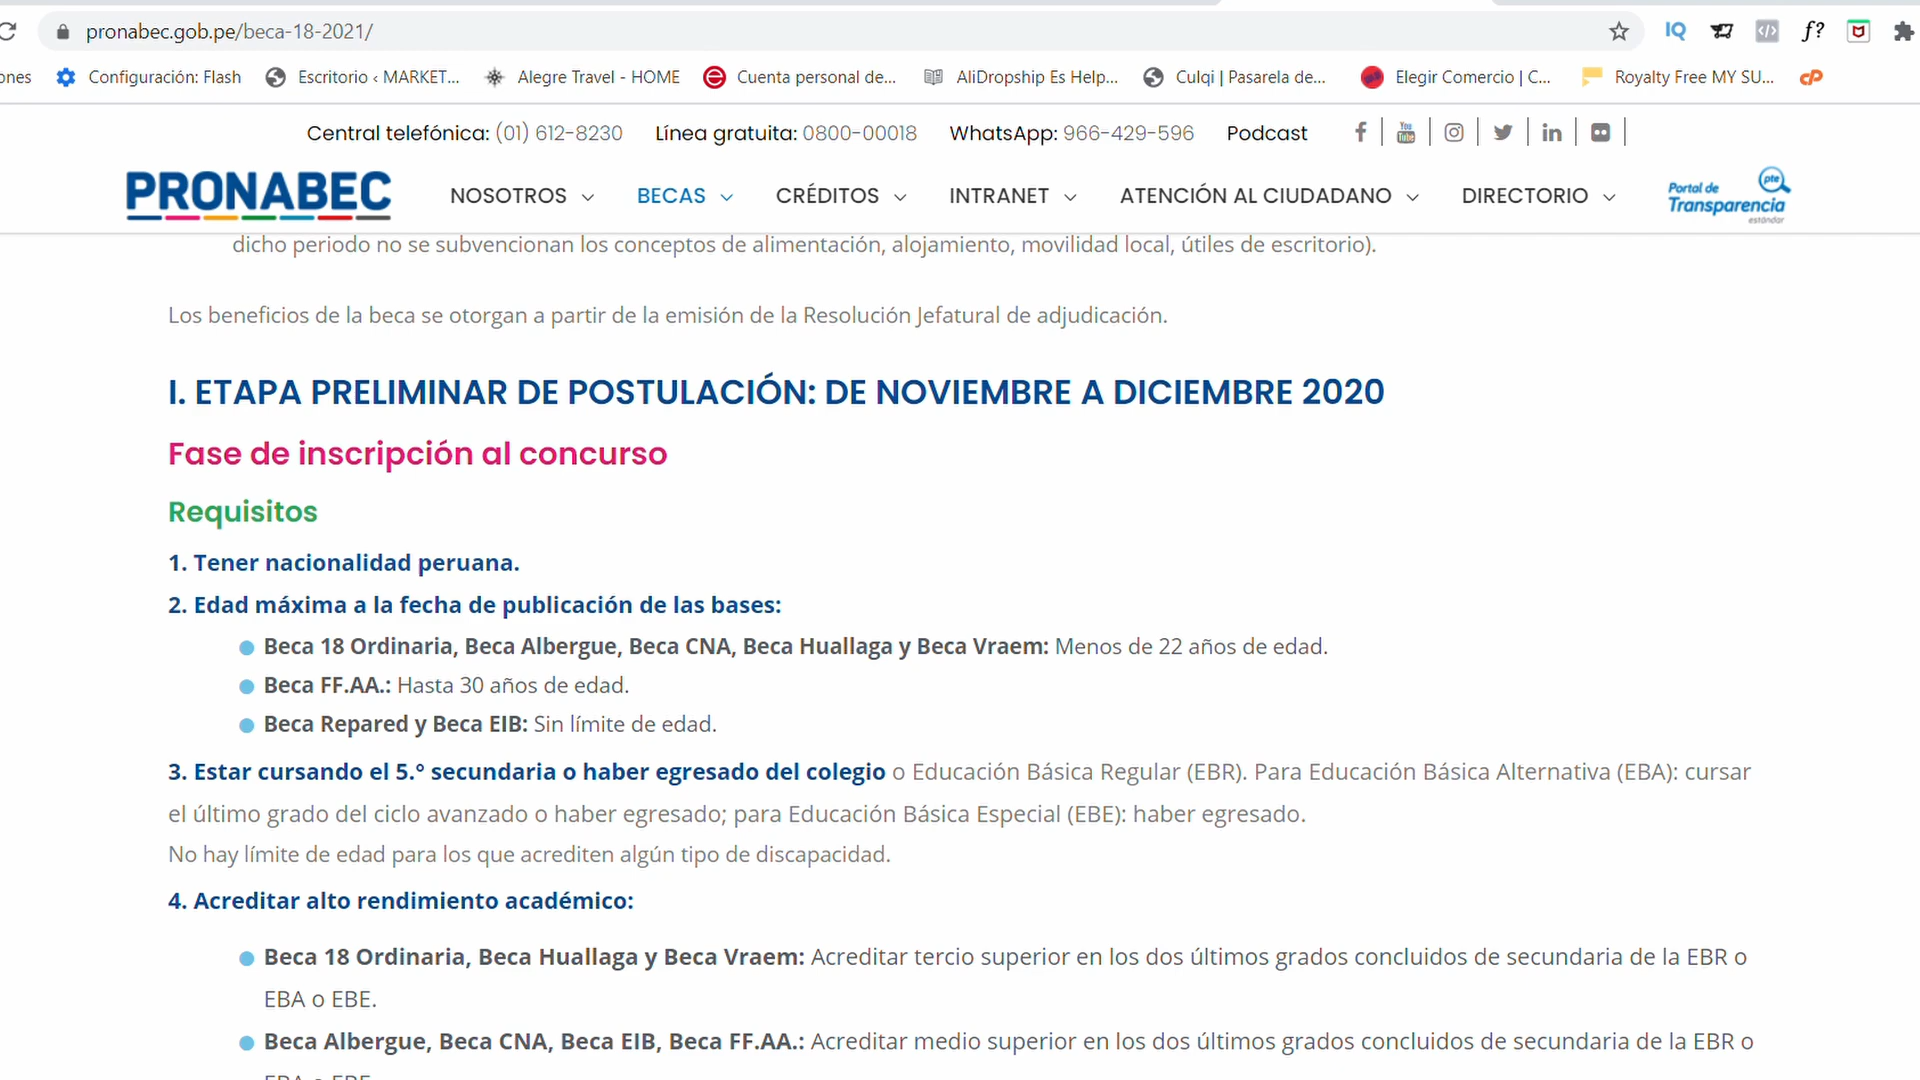 pronabec.gob.pe/beca-18-2021/
IQ f?
ones Configuración: Flash Escritorio ‹ MARKET... Alegre Travel - HOME Cuenta personal de... AliDropship Es Help... Culqi | Pasarela de... Elegir Comercio | C... Royalty Free MY SU... cP
Central telefónica: (01) 612-8230 Línea gratuita: 0800-00018 WhatsApp: 966-429-596 Podcast
PRONABEC NOSOTROS BECAS CRÉDITOS INTRANET ATENCIÓN AL CIUDADANO DIRECTORIO Portal de Transparencia estándar pte
dicho periodo no se subvencionan los conceptos de alimentación, alojamiento, movilidad local, útiles de escritorio).
Los beneficios de la beca se otorgan a partir de la emisión de la Resolución Jefatural de adjudicación.
I. ETAPA PRELIMINAR DE POSTULACIÓN: DE NOVIEMBRE A DICIEMBRE 2020
Fase de inscripción al concurso
Requisitos
1. Tener nacionalidad peruana.
2. Edad máxima a la fecha de publicación de las bases:
Beca 18 Ordinaria, Beca Albergue, Beca CNA, Beca Huallaga y Beca Vraem: Menos de 22 años de edad.
Beca FF.AA.: Hasta 30 años de edad.
Beca Repared y Beca EIB: Sin límite de edad.
3. Estar cursando el 5.° secundaria o haber egresado del colegio o Educación Básica Regular (EBR). Para Educación Básica Alternativa (EBA): cursar
el último grado del ciclo avanzado o haber egresado; para Educación Básica Especial (EBE): haber egresado.
No hay límite de edad para los que acrediten algún tipo de discapacidad.
4. Acreditar alto rendimiento académico:
Beca 18 Ordinaria, Beca Huallaga y Beca Vraem: Acreditar tercio superior en los dos últimos grados concluidos de secundaria de la EBR o
EBA o EBE.
Beca Albergue, Beca CNA, Beca EIB, Beca FF.AA.: Acreditar medio superior en los dos últimos grados concluidos de secundaria de la EBR o
EBA o EBE